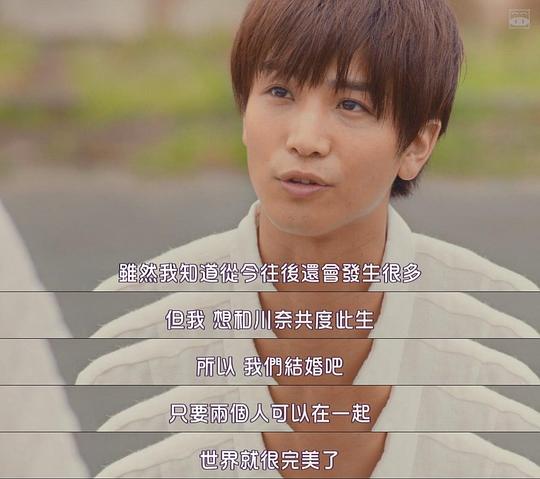 雖然我知道從今往後還會發生很多
但我 想和川奈共度此生
所以 我們結婚吧
只要兩個人可以在一起
世界就很完美了